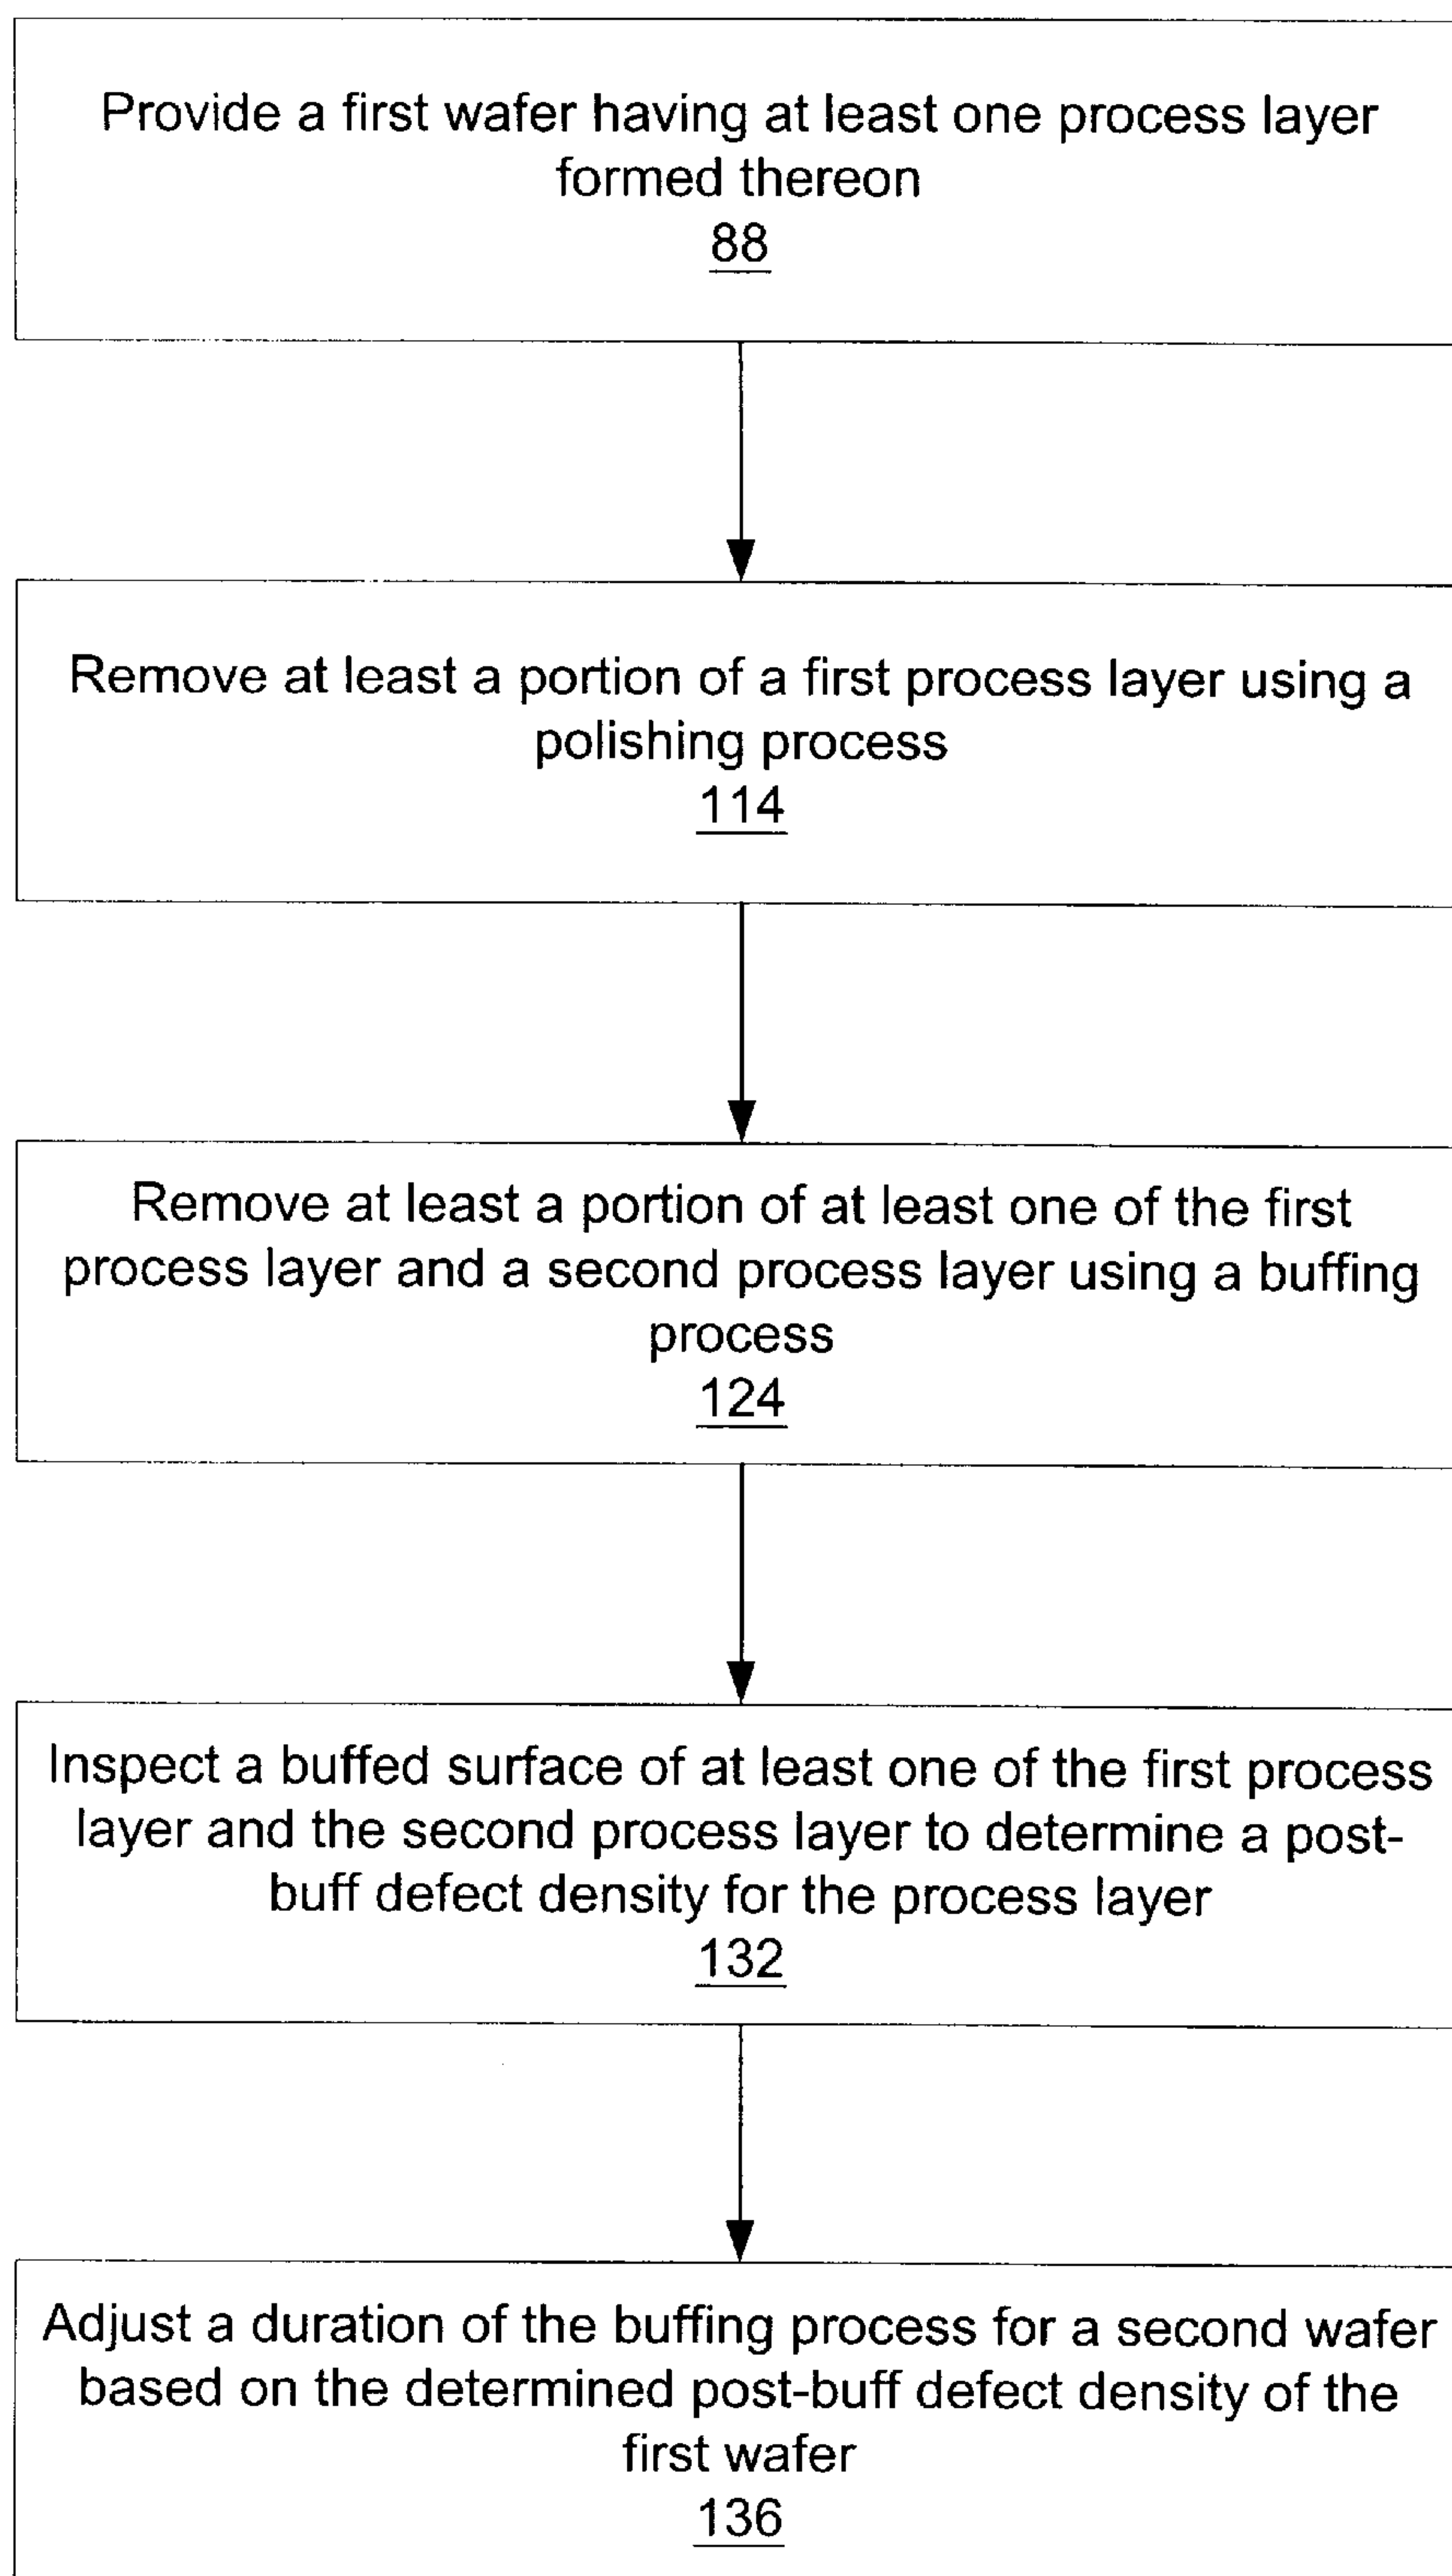 Provide a first wafer having at least one process layer
formed thereon
88
Remove at least a portion of a first process layer using a
polishing process
114
Remove at least a portion of at least one of the first
process layer and a second process layer using a buffing
process
124
Inspect a buffed surface of at least one of the first process
layer and the second process layer to determine a post-
buff defect density for the process layer
132
Adjust a duration of the buffing process for a second wafer
based on the determined post-buff defect density of the
first wafer
136